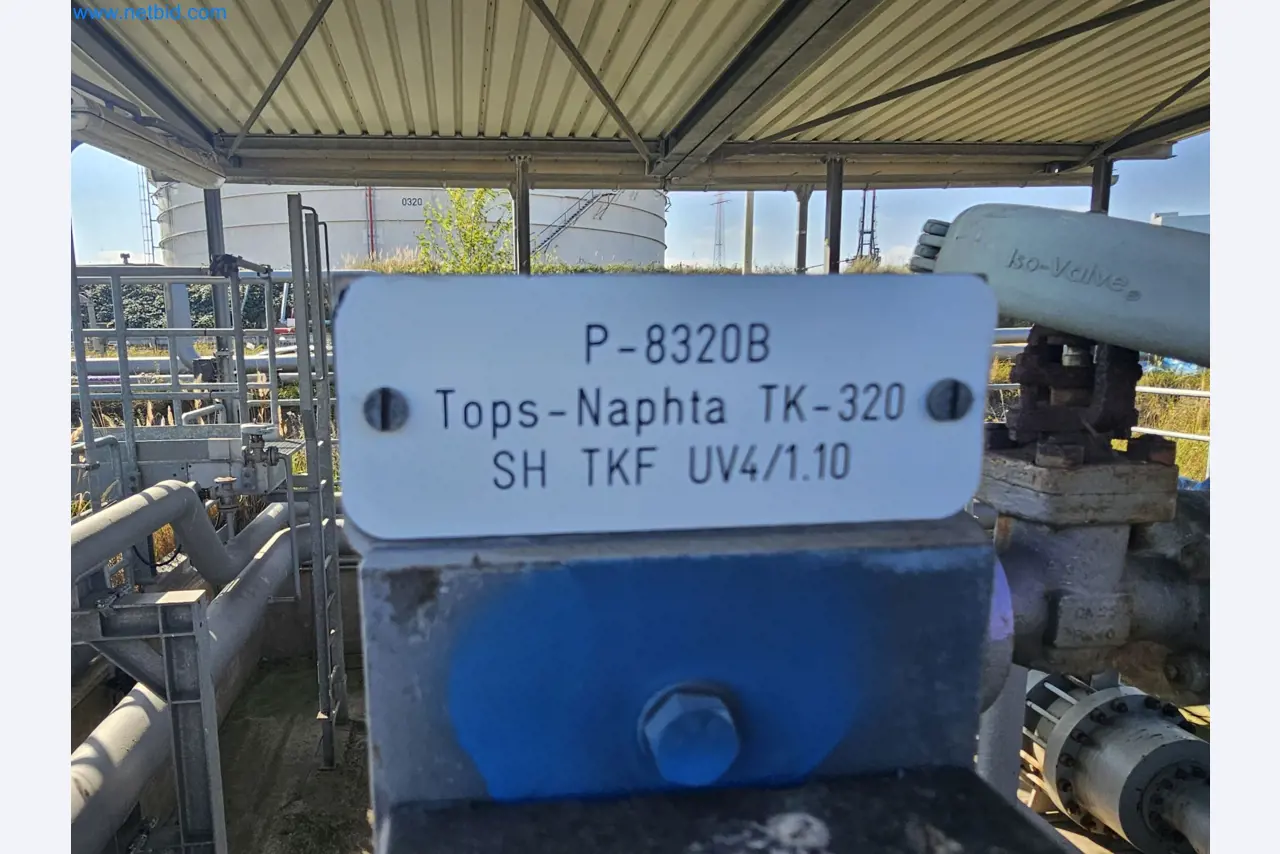 www.netbid.com
0320
Iso-Valve
P-8320B
Tops-Naphta TK-320
SH TKF UV4/1.10